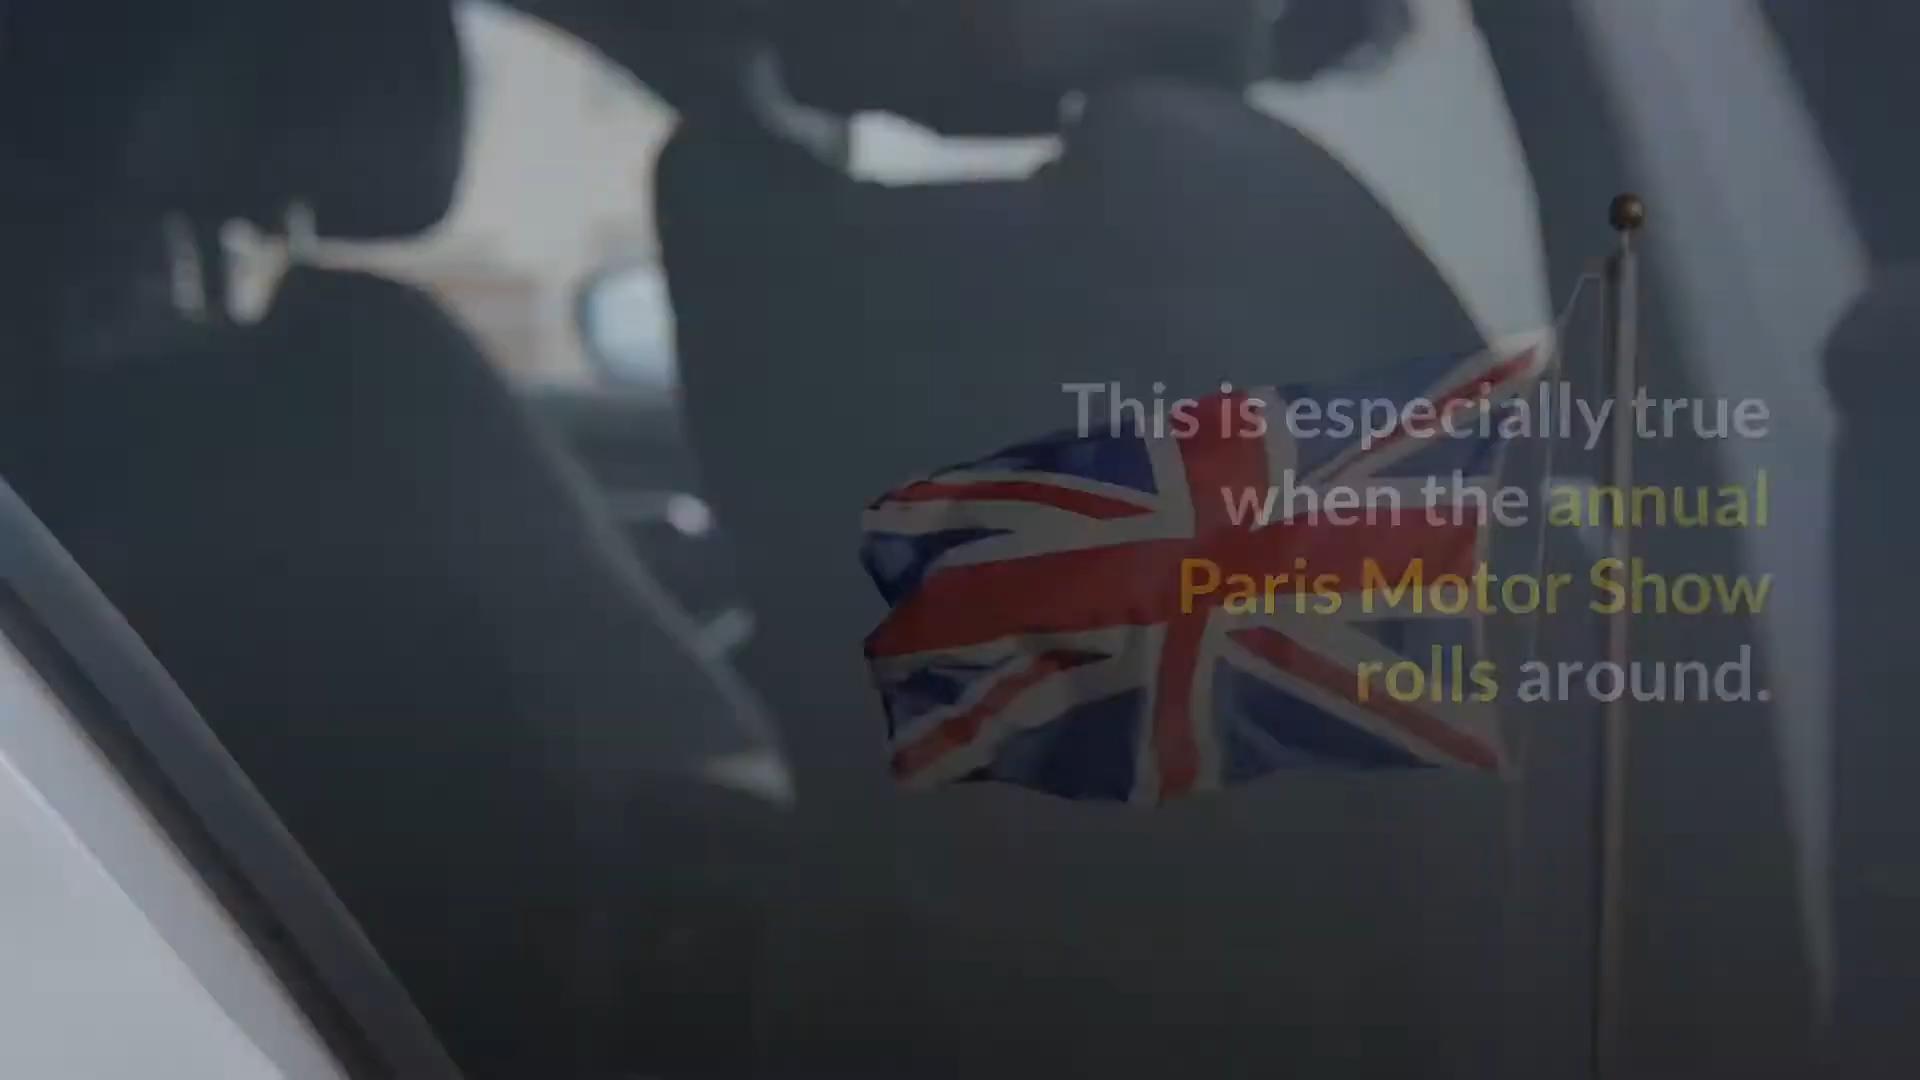 This is especially true
when the annual
Paris Motor Show
rolls around.